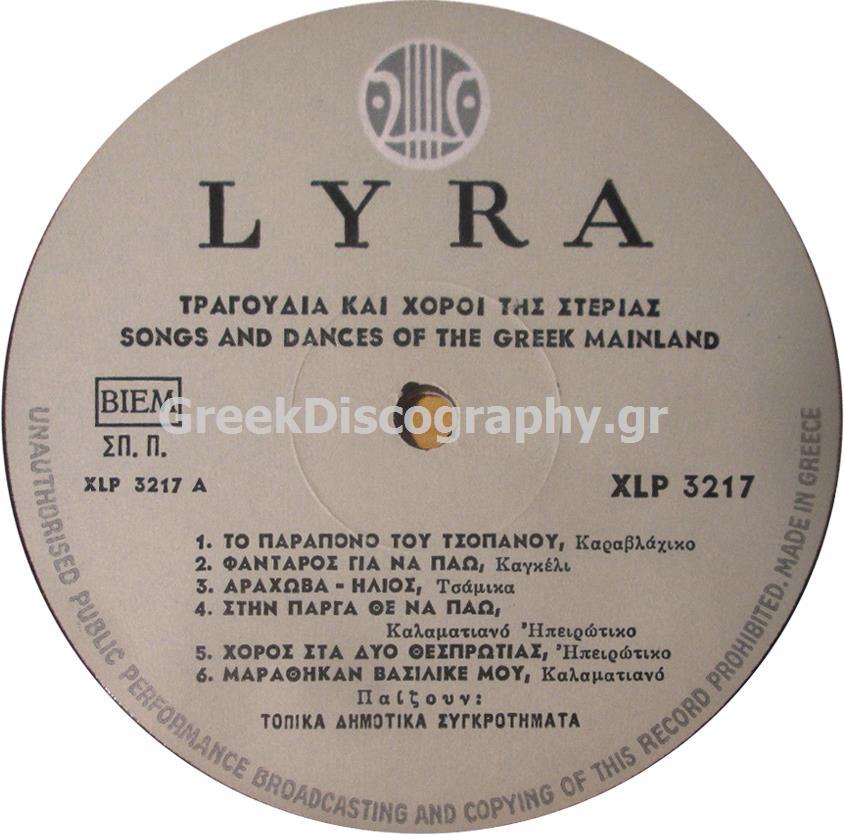 LYRA
ΤΡΑΓΟΥΔΙΑ ΚΑΙ ΧΟΡΟΙ ΤΗΣ ΣΤΕΡΙΑΣ
SONGS AND DANCES OF THE GREEK MAINLAND
BIEM
GreekDiscography.gr
ΣΠ. Π.
XLP 3217 A
XLP 3217
1. ΤΟ ΠΑΡΑΠΟΝΟ ΤΟΥ ΤΣΟΠΑΝΟΥ, Καραβλάχικο
2. ΦΑΝΤΑΡΟΣ ΓΙΑ ΝΑ ΠΑΩ, Καγκέλι
3. ΑΡΑΧΩΒΑ - ΗΛΙΟΣ, Τσάμικα
4. ΣΤΗΝ ΠΑΡΓΑ ΘΕ ΝΑ ΠΑΩ,
Καλαματιανό Ἠπειρώτικο
5. ΧΟΡΟΣ ΣΤΑ ΔΥΟ ΘΕΣΠΡΩΤΙΑΣ, Ἠπειρώτικο
6. ΜΑΡΑΘΗΚΑΝ ΒΑΣΙΛΙΚΕ ΜΟΥ, Καλαματιανό
Παίζουν:
ΤΟΠΙΚΑ ΔΗΜΟΤΙΚΑ ΣΥΓΚΡΟΤΗΜΑΤΑ
UNAUTHORISED PUBLIC PERFORMANCE BROADCASTING AND COPYING OF THIS RECORD PROHIBITED. MADE IN GREECE